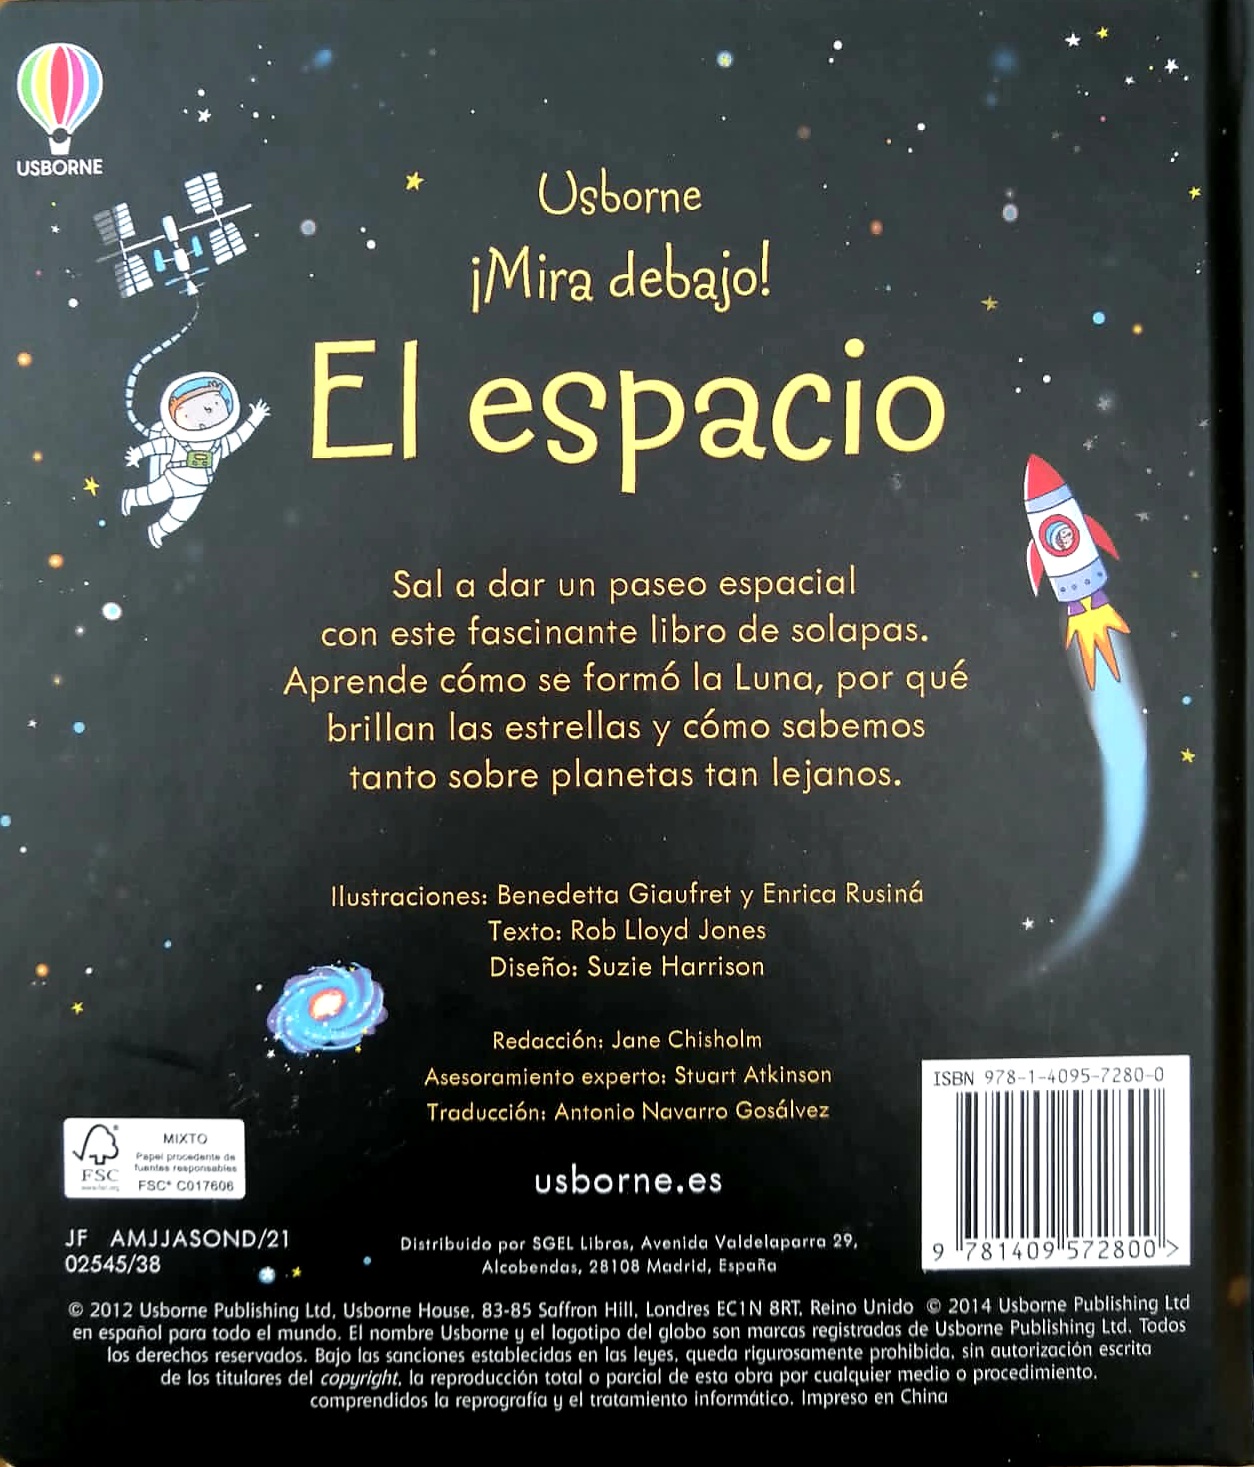 USBORNE
Usborne
¡Mira debajo!
El espacio
Sal a dar un paseo espacial
con este fascinante libro de solapas.
Aprende cómo se formó la Luna, por qué
brillan las estrellas y cómo sabemos
tanto sobre planetas tan lejanos.
Ilustraciones: Benedetta Giaufret y Enrica Rusiná
Texto: Rob Lloyd Jones
Diseño: Suzie Harrison
Redacción: Jane Chisholm
Asesoramiento experto: Stuart Atkinson
Traducción: Antonio Navarro Gosálvez
usborne.es
ISBN 978-1-4095-7280-0
9 781409 572800 >
FSC
MIXTO
Papel procedente de
fuentes responsables
FSC® C017606
JF AMJJASOND/21
02545/38
Distribuido por SGEL Libros, Avenida Valdelaparra 29,
Alcobendas, 28108 Madrid, España
© 2012 Usborne Publishing Ltd, Usborne House, 83-85 Saffron Hill, Londres EC1N 8RT, Reino Unido © 2014 Usborne Publishing Ltd
en español para todo el mundo. El nombre Usborne y el logotipo del globo son marcas registradas de Usborne Publishing Ltd. Todos
los derechos reservados. Bajo las sanciones establecidas en las leyes, queda rigurosamente prohibida, sin autorización escrita
de los titulares del copyright, la reproducción total o parcial de esta obra por cualquier medio o procedimiento,
comprendidos la reprografía y el tratamiento informático. Impreso en China